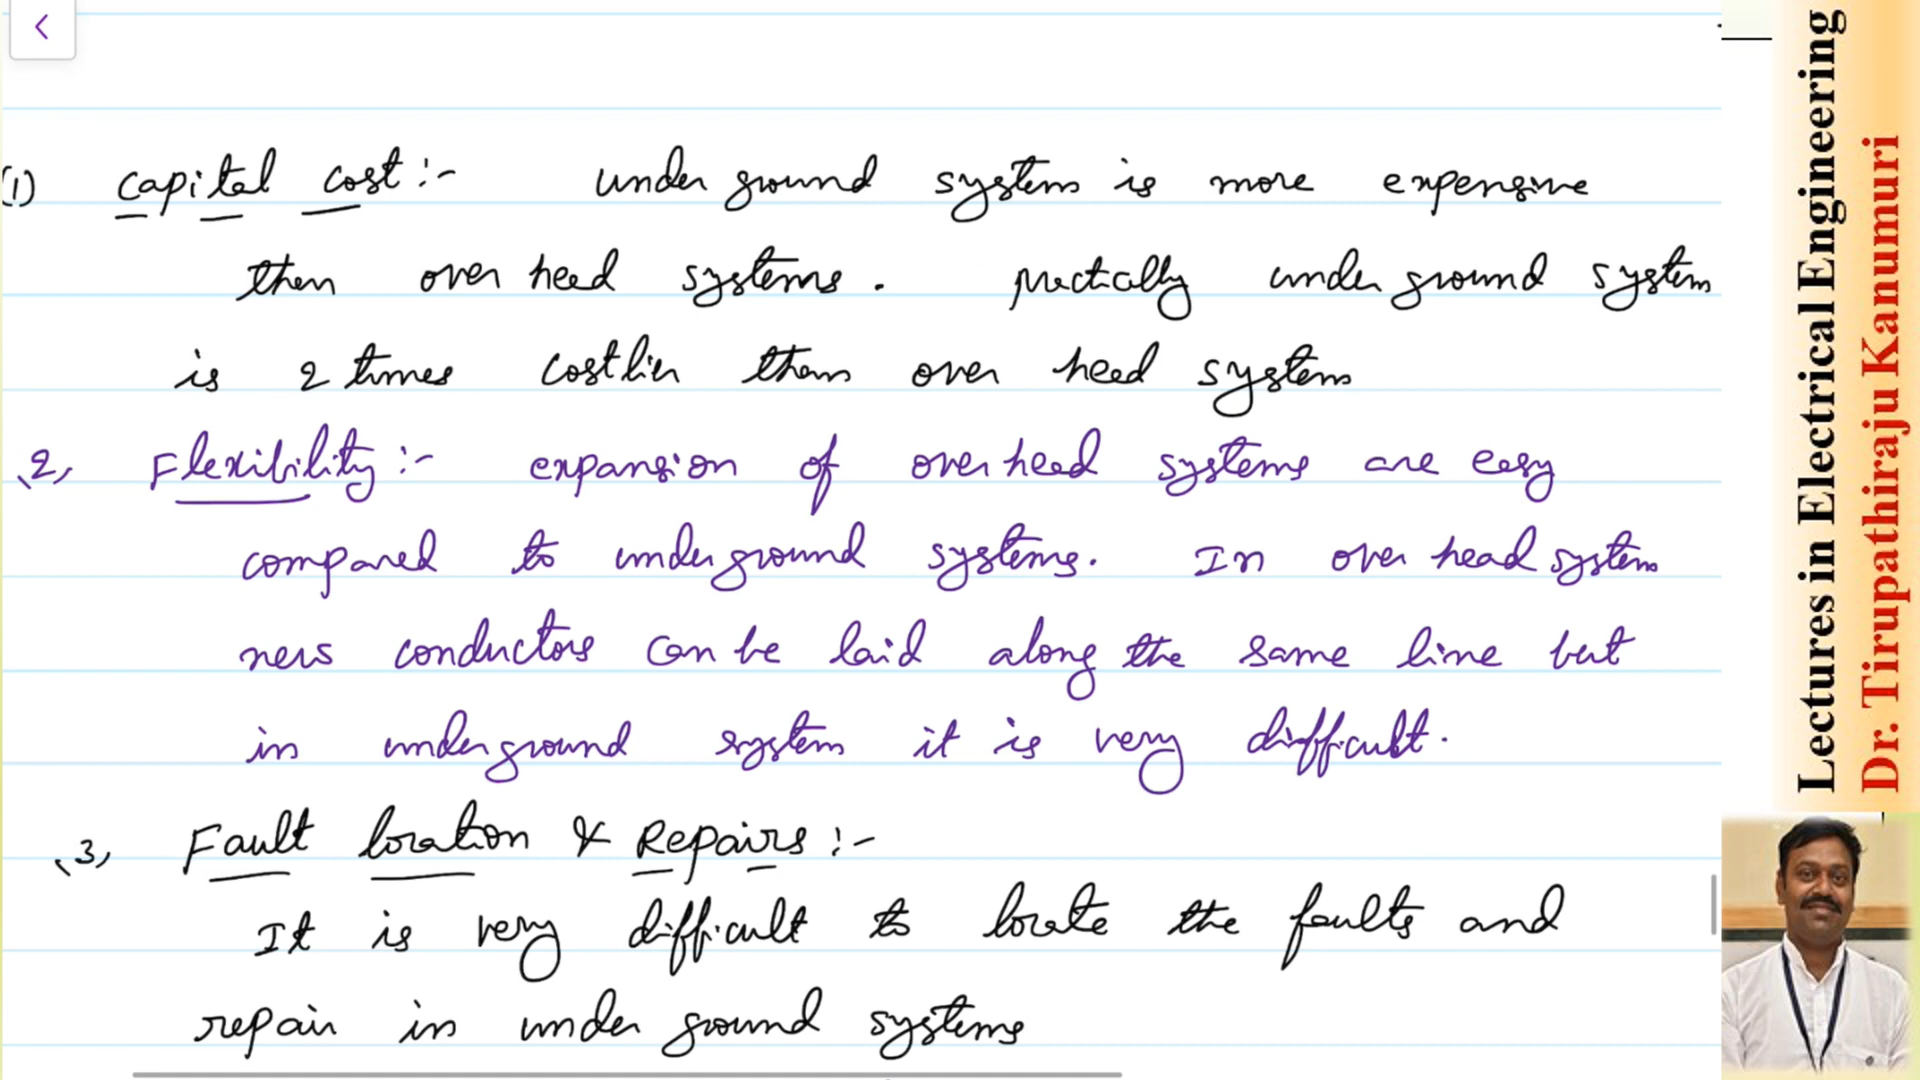 (1) capital cost :- under ground system is more expensive
then over head systems. practically under ground system
is 2 times costlier than over head system
(2) Flexibility :- expansion of over head systems are easy
compared to underground systems. In over head system
new conductors can be laid along the same line but
in underground system it is very difficult.
(3) Fault location & Repairs :-
It is very difficult to locate the faults and
repair in under ground systems
Lectures in Electrical Engineering
Dr. Tirupathiraju Kanumuri